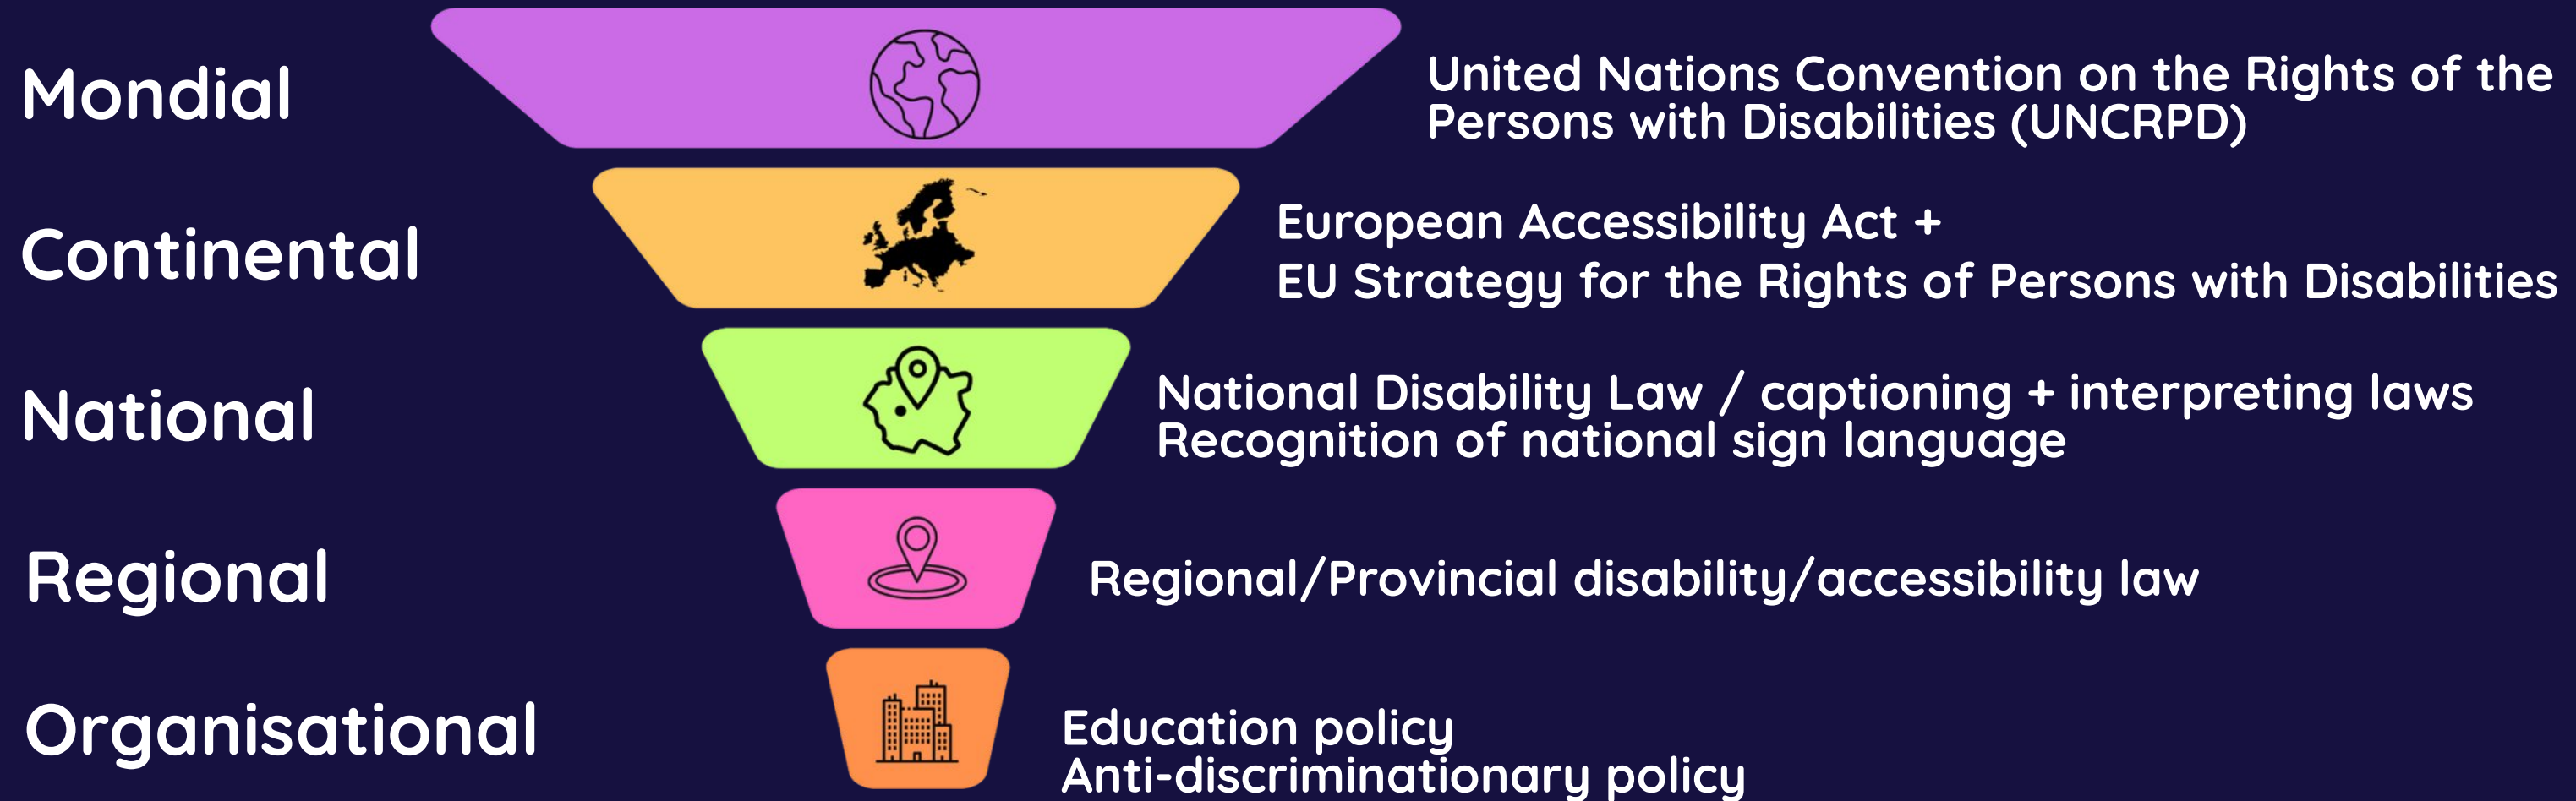 Mondial
United Nations Convention on the Rights of the
Persons with Disabilities (UNCRPD)
Continental
European Accessibility Act +
EU Strategy for the Rights of Persons with Disabilities
National
National Disability Law / captioning + interpreting laws
Recognition of national sign language
Regional
Regional/Provincial disability/accessibility law
Organisational
Education policy
Anti-discriminationary policy